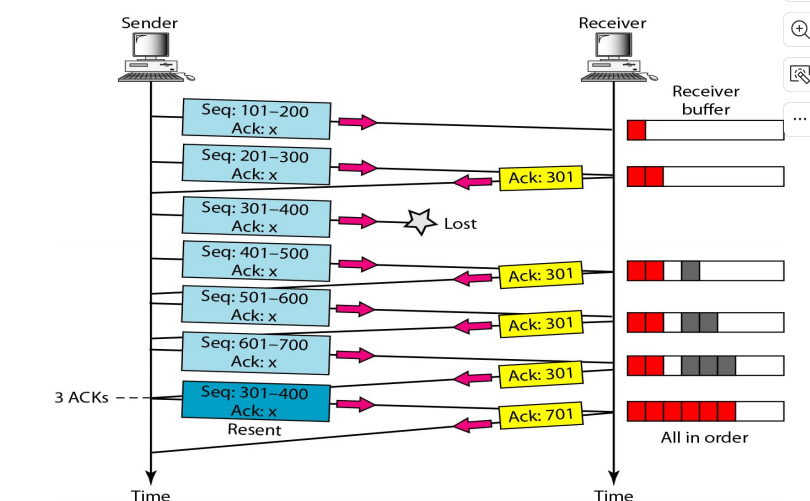 Sender
Receiver
Receiver
buffer
Seq: 101–200
Ack: x
Seq: 201–300
Ack: x
Ack: 301
Seq: 301–400
Ack: x
Lost
Seq: 401–500
Ack: x
Ack: 301
Seq: 501–600
Ack: x
Ack: 301
Seq: 601–700
Ack: x
Ack: 301
3 ACKs
Seq: 301–400
Ack: x
Resent
Ack: 701
All in order
Time
Time